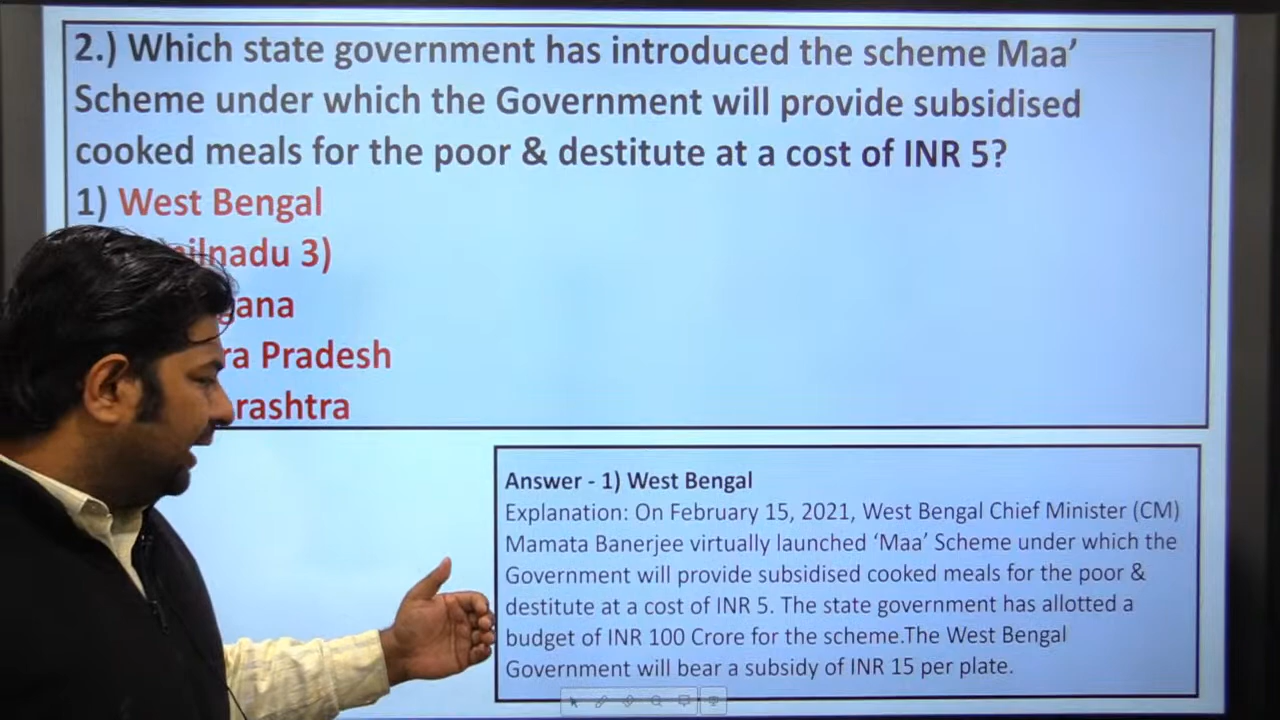 2.) Which state government has introduced the scheme Maa’
Scheme under which the Government will provide subsidised
cooked meals for the poor & destitute at a cost of INR 5?
1) West Bengal
3)
Pradesh
Answer - 1) West Bengal
Explanation: On February 15, 2021, West Bengal Chief Minister (CM)
Mamata Banerjee virtually launched ‘Maa’ Scheme under which the
Government will provide subsidised cooked meals for the poor &
destitute at a cost of INR 5. The state government has allotted a
budget of INR 100 Crore for the scheme.The West Bengal
Government will bear a subsidy of INR 15 per plate.